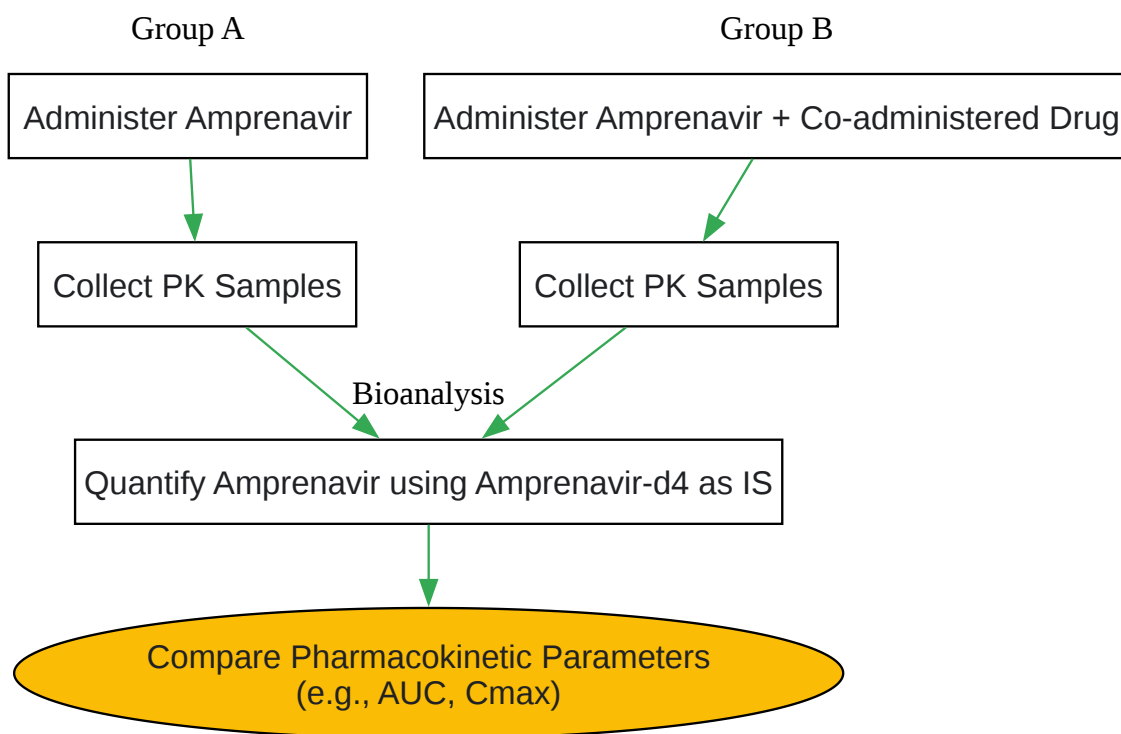 Group A
Group B
Administer Amprenavir
Administer Amprenavir + Co-administered Drug
Collect PK Samples
Collect PK Samples
Bioanalysis
Quantify Amprenavir using Amprenavir-d4 as IS
Compare Pharmacokinetic Parameters
(e.g., AUC, Cmax)